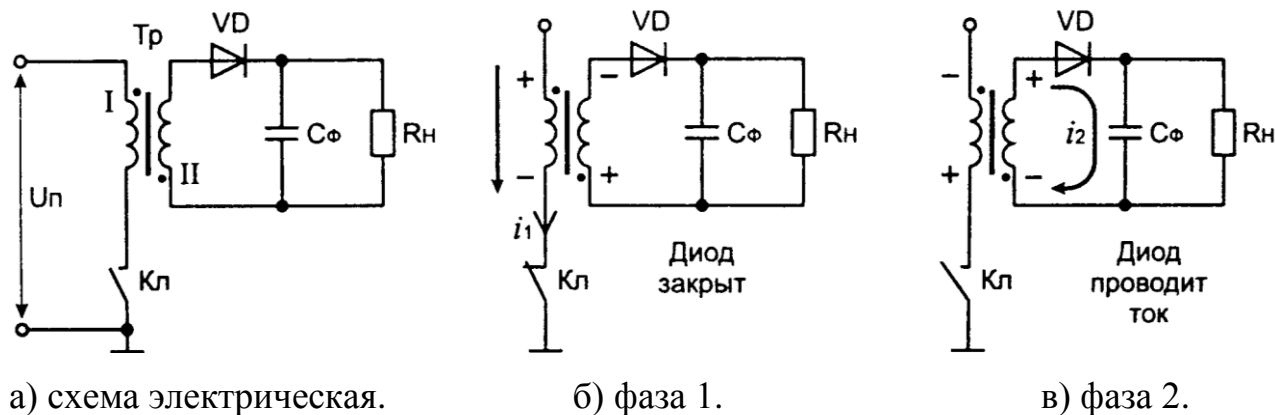 Тр
VD
I
II
Uп
Кл
Cф
Rн
VD
+
−
−
+
i1
Кл
Cф
Rн
Диод
закрыт
VD
−
+
+
−
i2
Кл
Cф
Rн
Диод
проводит
ток
а) схема электрическая.
б) фаза 1.
в) фаза 2.